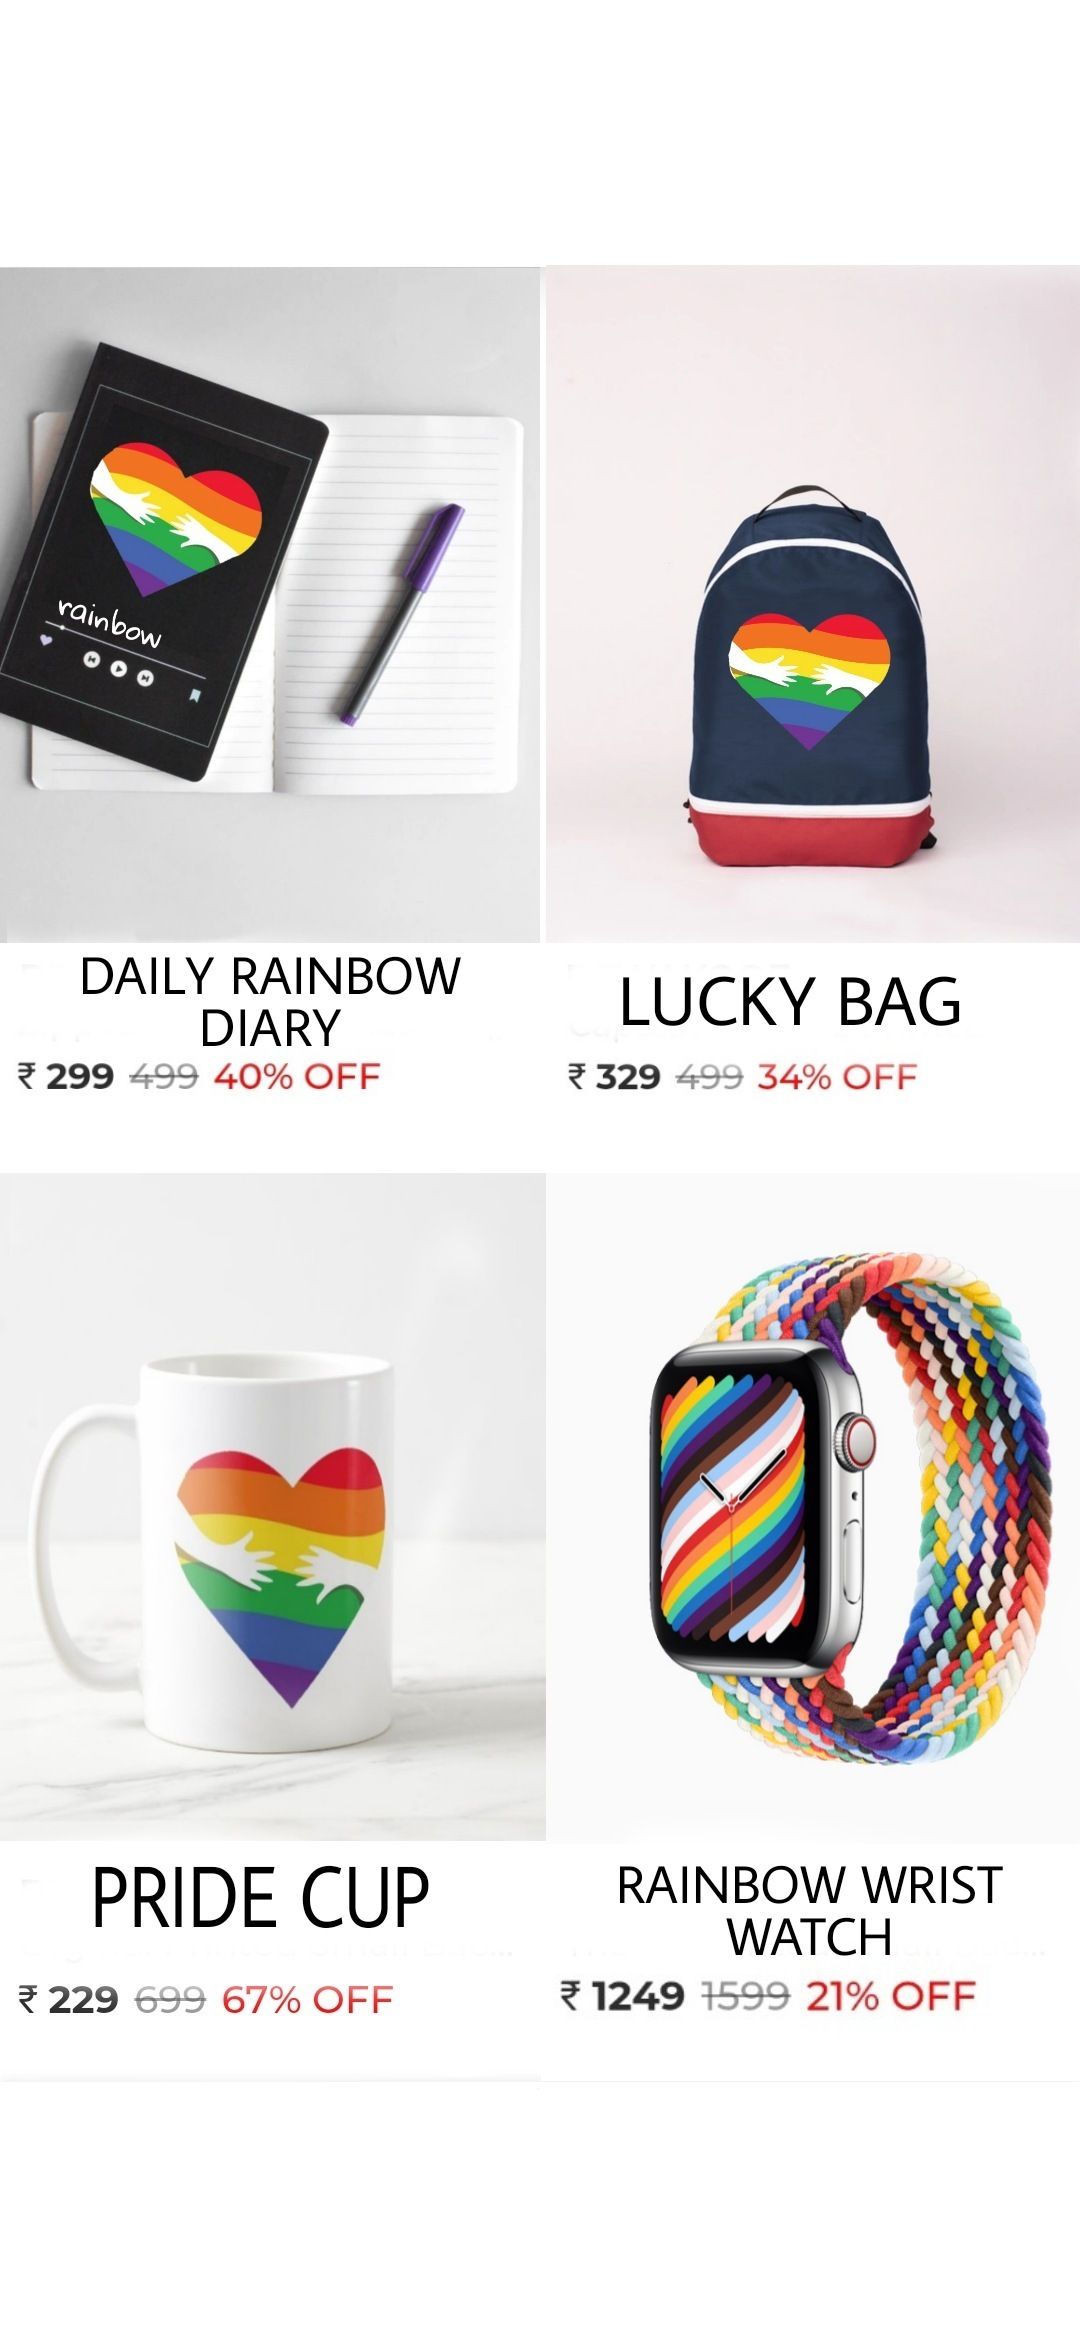 rainbow
DAILY RAINBOW
DIARY
₹ 299 499 40% OFF
LUCKY BAG
₹ 329 499 34% OFF
PRIDE CUP
₹ 229 699 67% OFF
RAINBOW WRIST
WATCH
₹ 1249 1599 21% OFF